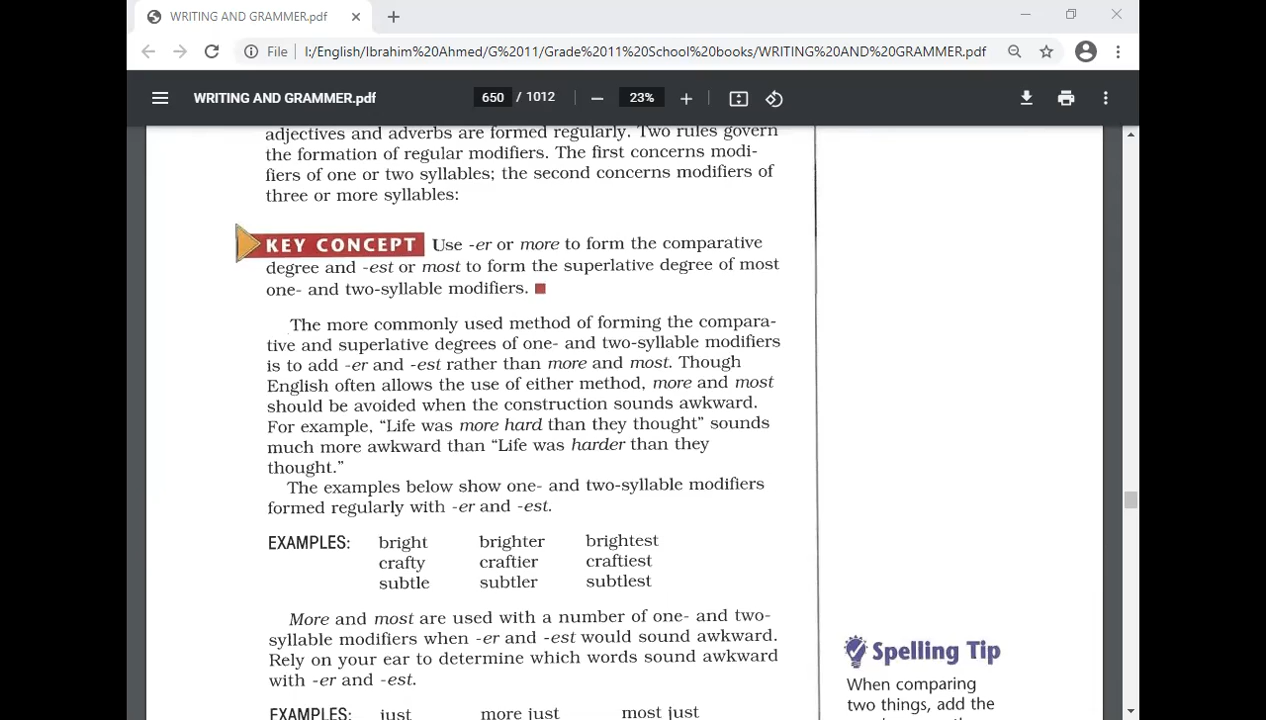 WRITING AND GRAMMER.pdf
File I:/English/Ibrahim%20Ahmed/G%2011/Grade%2011%20School%20books/WRITING%20AND%20GRAMMER.pdf
WRITING AND GRAMMER.pdf 650 / 1012 23%
adjectives and adverbs are formed regularly. Two rules govern
the formation of regular modifiers. The first concerns modi-
fiers of one or two syllables; the second concerns modifiers of
three or more syllables:
KEY CONCEPT Use -er or more to form the comparative
degree and -est or most to form the superlative degree of most
one- and two-syllable modifiers.
The more commonly used method of forming the compara-
tive and superlative degrees of one- and two-syllable modifiers
is to add -er and -est rather than more and most. Though
English often allows the use of either method, more and most
should be avoided when the construction sounds awkward.
For example, “Life was more hard than they thought” sounds
much more awkward than “Life was harder than they
thought.”
The examples below show one- and two-syllable modifiers
formed regularly with -er and -est.
EXAMPLES: bright brighter brightest
crafty craftier craftiest
subtle subtler subtlest
More and most are used with a number of one- and two-
syllable modifiers when -er and -est would sound awkward.
Rely on your ear to determine which words sound awkward
with -er and -est.
EXAMPLES: just more just most just
Spelling Tip
When comparing
two things, add the